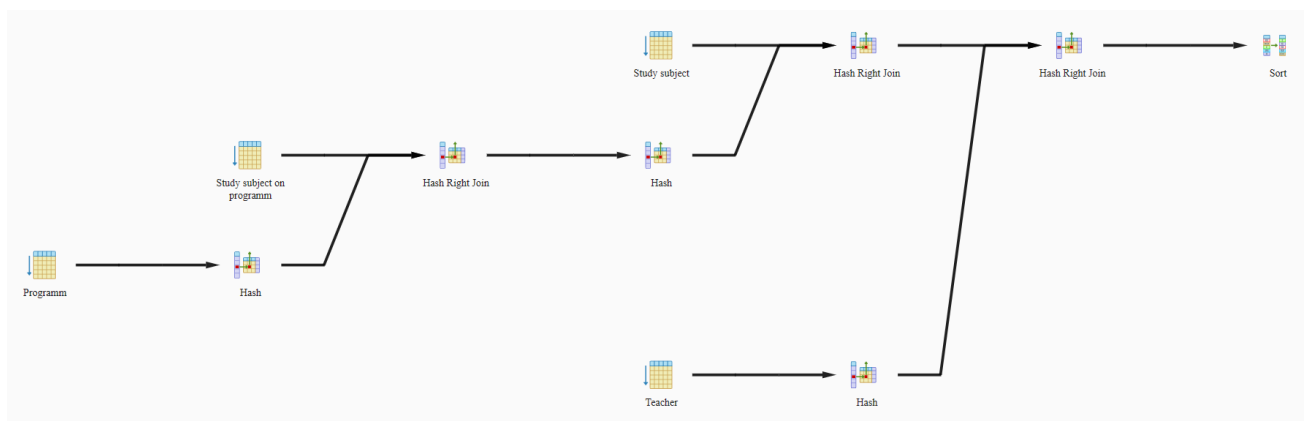 Study subject
Hash Right Join
Hash Right Join
Sort
Study subject on
programm
Hash Right Join
Hash
Programm
Hash
Teacher
Hash